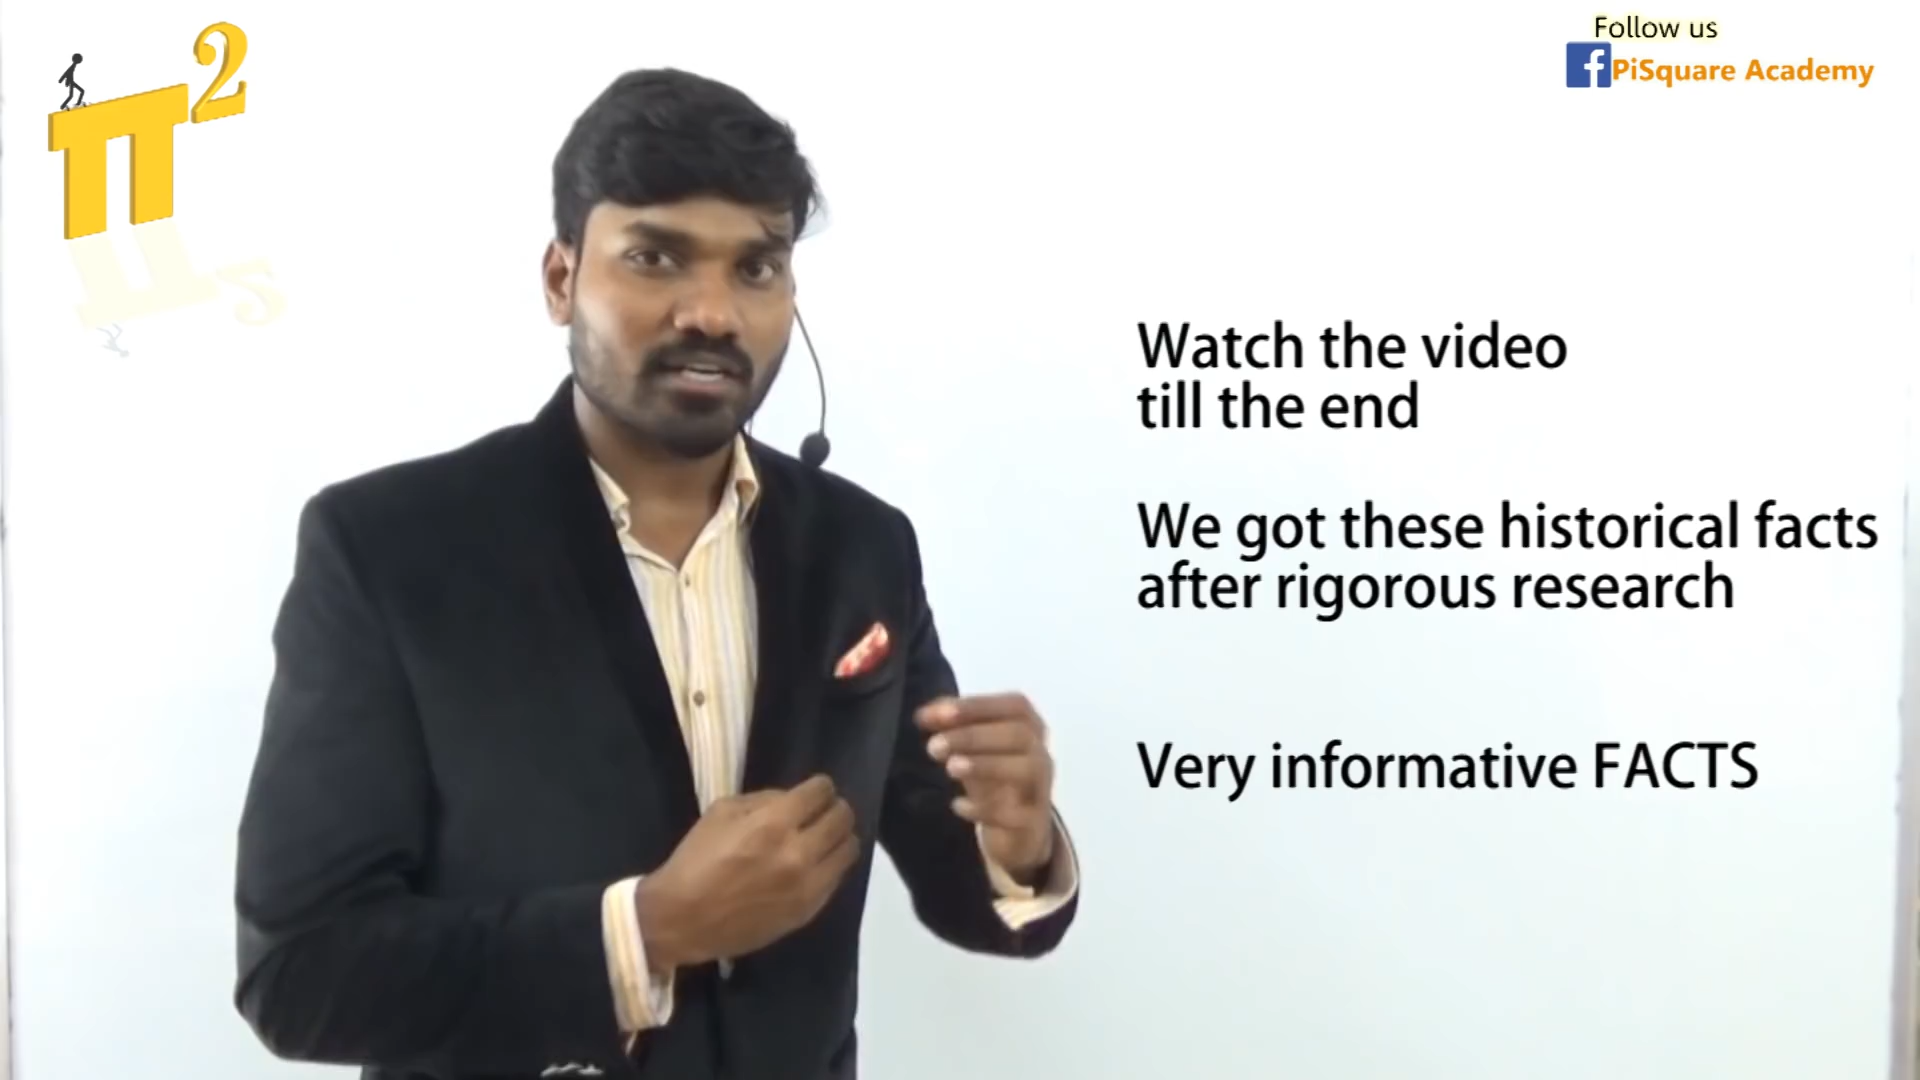 π2
Follow us
f PiSquare Academy
Watch the video
till the end
We got these historical facts
after rigorous research
Very informative FACTS